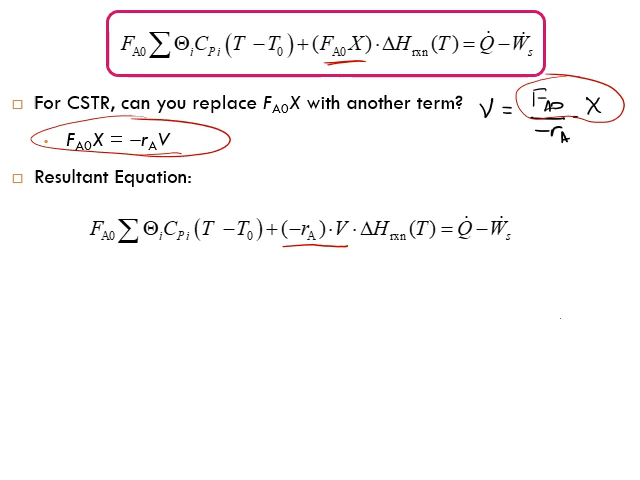 F_A0 ∑ Θ_i C_Pi (T − T_0) + (F_A0 X) · ΔH_rxn (T) = Q̇ − Ẇ_s
For CSTR, can you replace F_A0X with another term?
V = F_A0 / −r_A X
F_A0X = −r_AV
Resultant Equation:
F_A0 ∑ Θ_i C_Pi (T − T_0) + (−r_A) · V · ΔH_rxn (T) = Q̇ − Ẇ_s